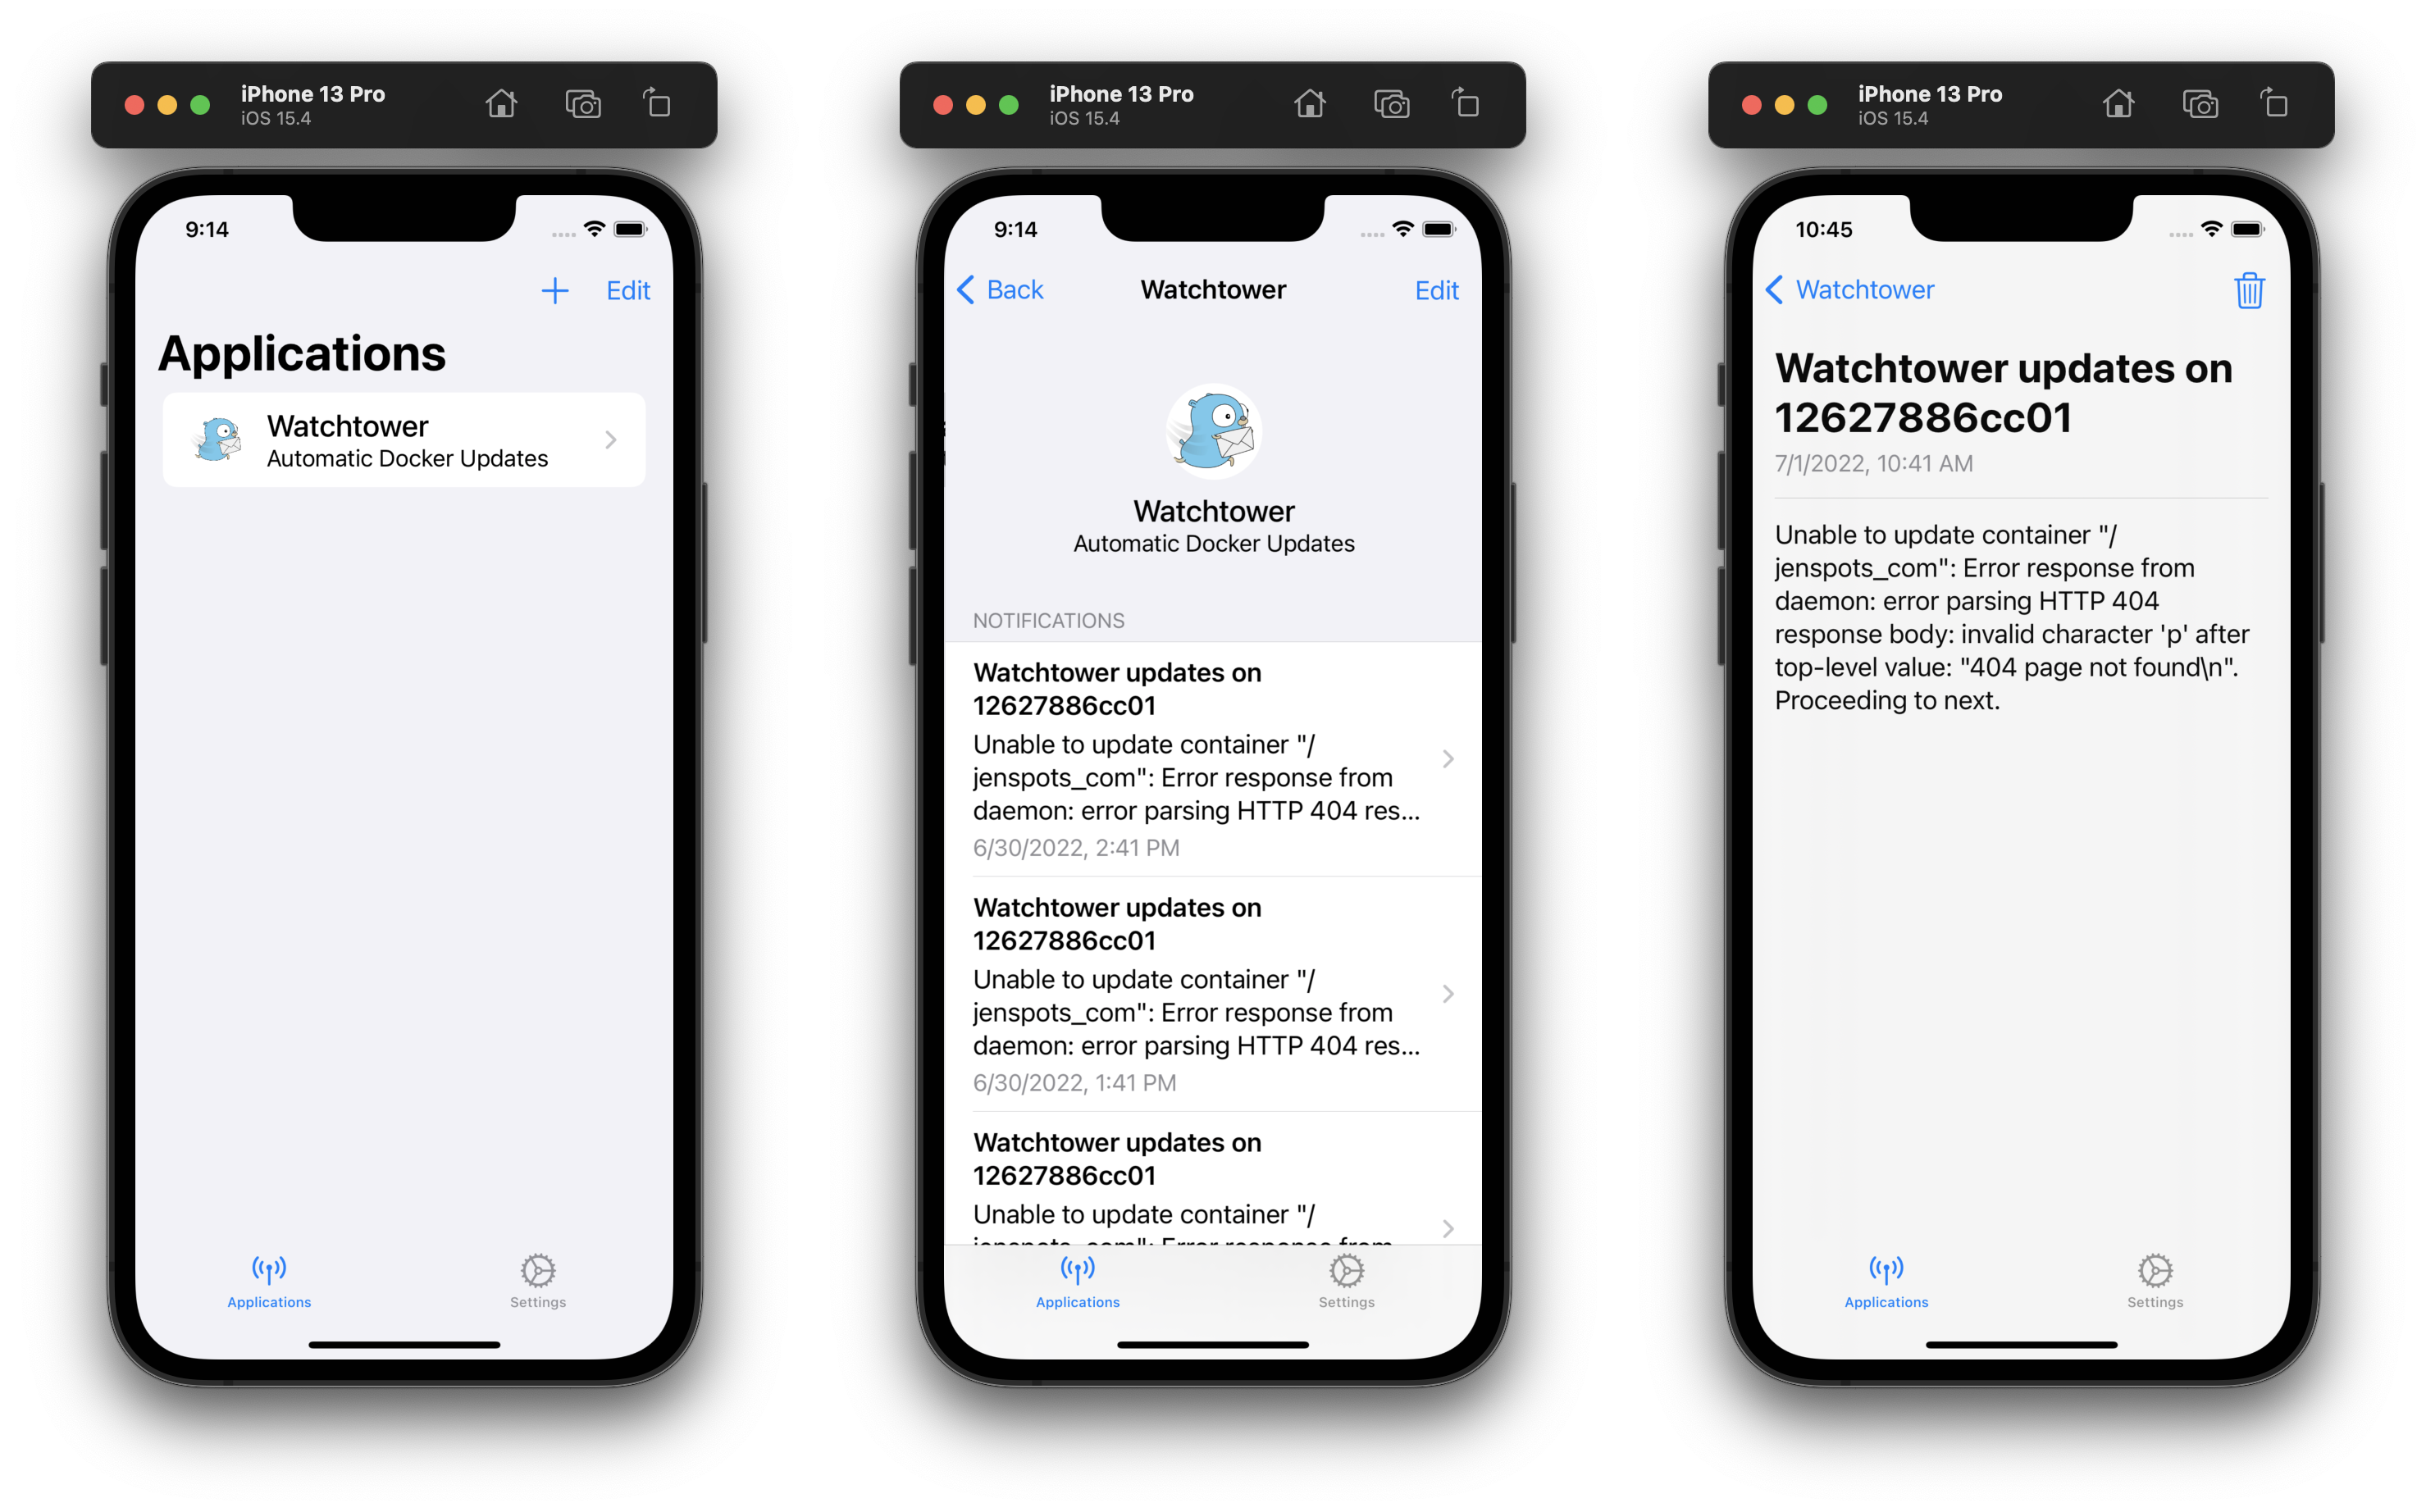 iPhone 13 Pro
iOS 15.4
9:14
Edit
Applications
Watchtower
Automatic Docker Updates
Applications
Settings
iPhone 13 Pro
iOS 15.4
9:14
Back
Watchtower
Edit
Watchtower
Automatic Docker Updates
NOTIFICATIONS
Watchtower updates on
12627886cc01
Unable to update container "/
jenspots_com": Error response from
daemon: error parsing HTTP 404 res...
6/30/2022, 2:41 PM
Watchtower updates on
12627886cc01
Unable to update container "/
jenspots_com": Error response from
daemon: error parsing HTTP 404 res...
6/30/2022, 1:41 PM
Watchtower updates on
12627886cc01
Unable to update container "/
jenspots_com": Error response from
Applications
Settings
iPhone 13 Pro
iOS 15.4
10:45
Watchtower
Watchtower updates on
12627886cc01
7/1/2022, 10:41 AM
Unable to update container "/
jenspots_com": Error response from
daemon: error parsing HTTP 404
response body: invalid character 'p' after
top-level value: "404 page not found\n".
Proceeding to next.
Applications
Settings